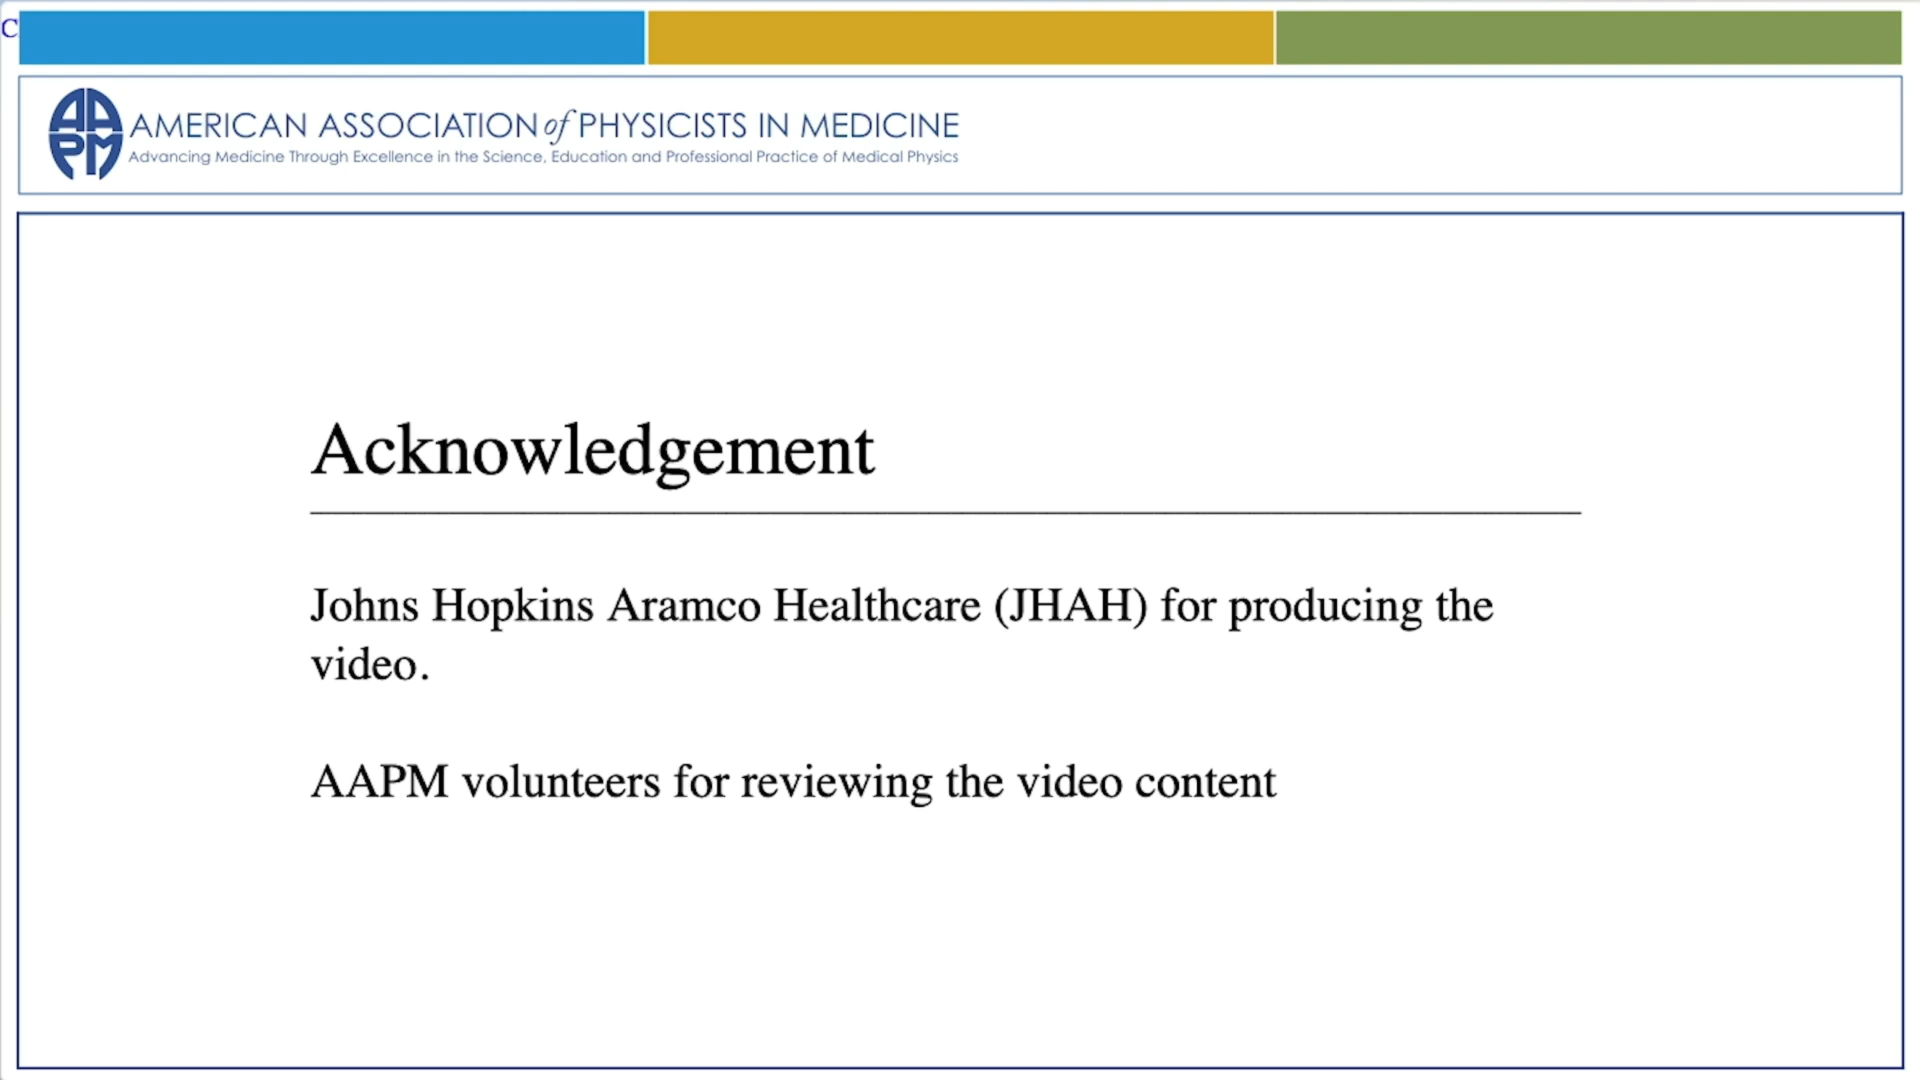 C
AAPM
AMERICAN ASSOCIATION of PHYSICISTS IN MEDICINE
Advancing Medicine Through Excellence in the Science, Education and Professional Practice of Medical Physics
Acknowledgement
Johns Hopkins Aramco Healthcare (JHAH) for producing the
video.
AAPM volunteers for reviewing the video content